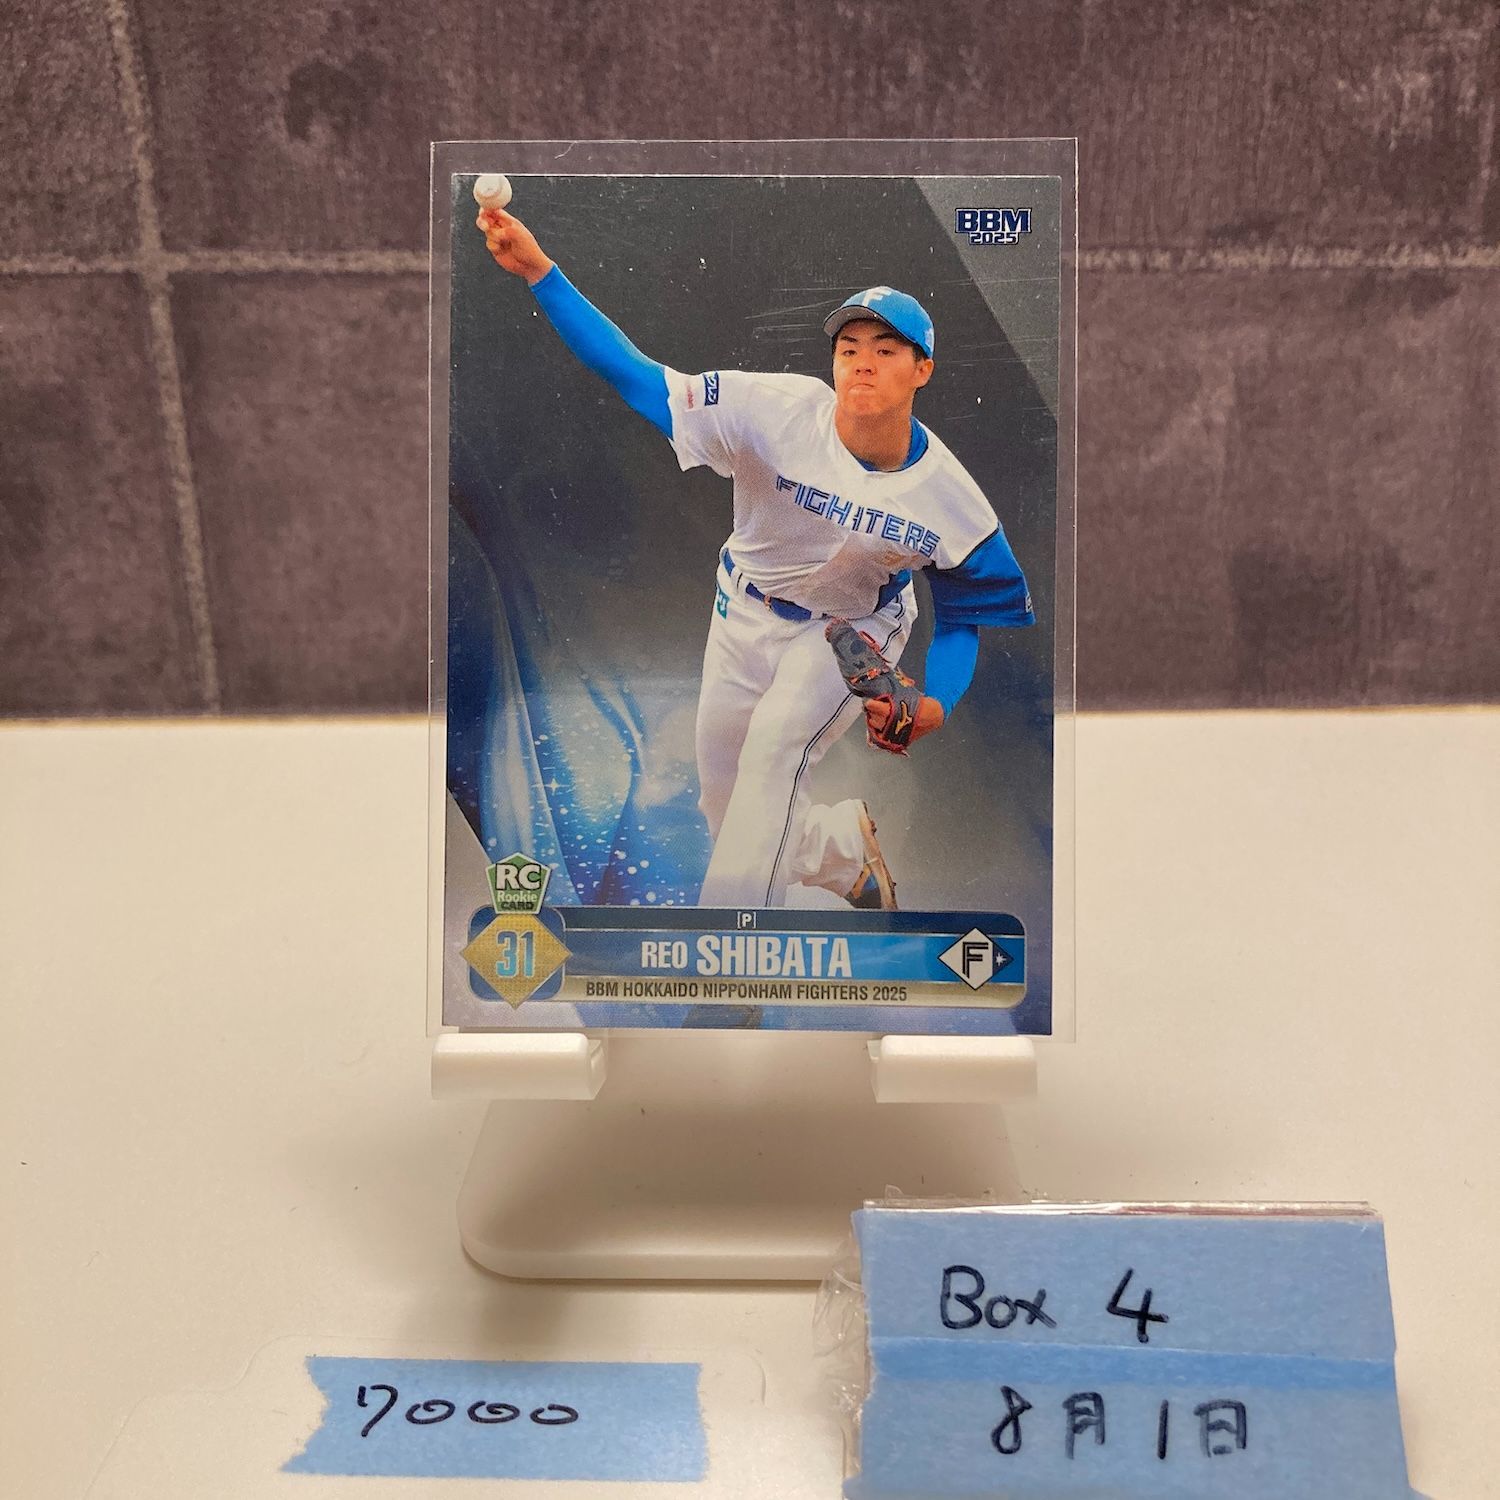 BBM
2025
F
FIGHTERS
RC
Rookie
CARD
[P]
31
REO SHIBATA
F
BBM HOKKAIDO NIPPONHAM FIGHTERS 2025
Box 4
7000
8月1日